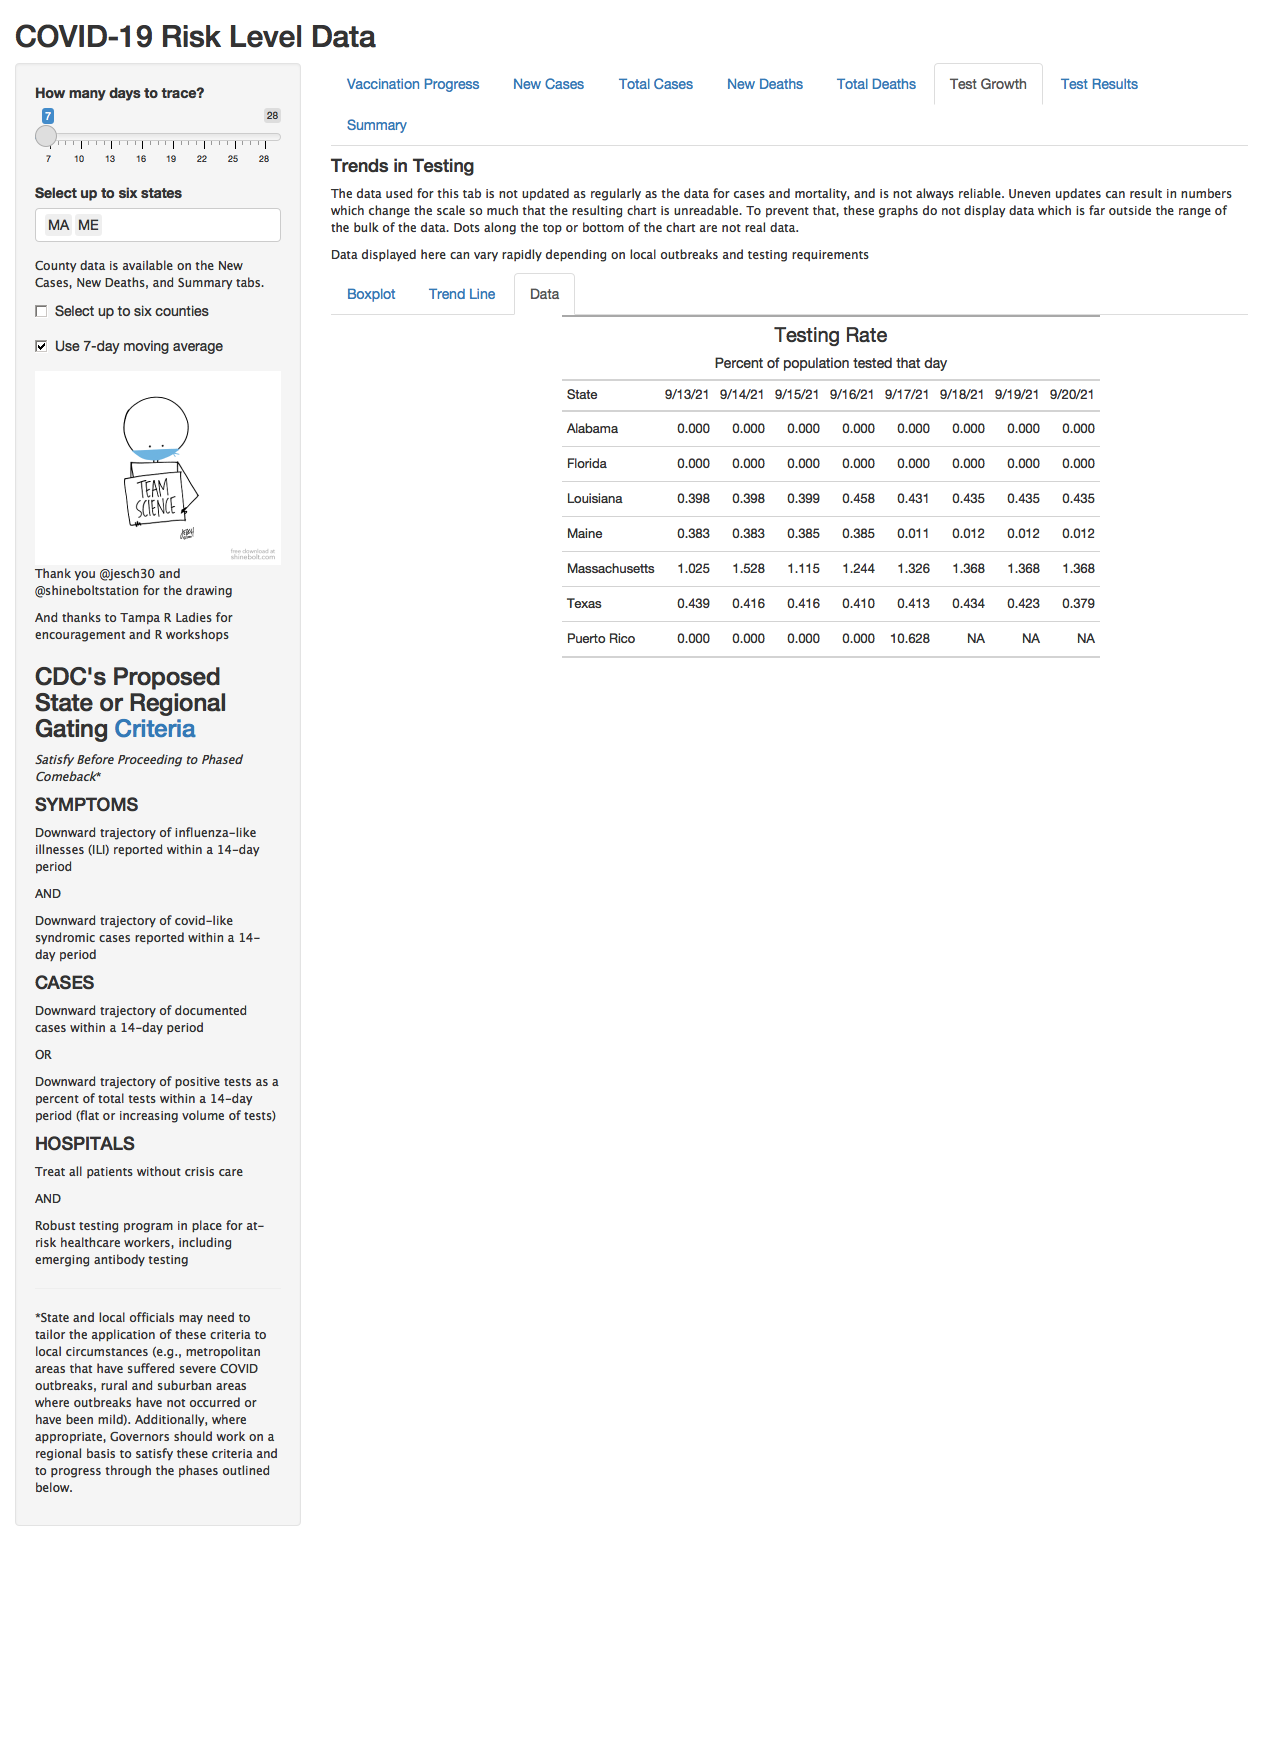 COVID-19 Risk Level Data
How many days to trace?
7 28
7 10 13 16 19 22 25 28
Select up to six states
MA ME
County data is available on the New
Cases, New Deaths, and Summary tabs.
Select up to six counties
Use 7-day moving average
TEAM
SCIENCE
free download at
shinebolt.com
Thank you @jesch30 and
@shineboltstation for the drawing
And thanks to Tampa R Ladies for
encouragement and R workshops
CDC's Proposed
State or Regional
Gating Criteria
Satisfy Before Proceeding to Phased
Comeback*
SYMPTOMS
Downward trajectory of influenza-like
illnesses (ILI) reported within a 14-day
period
AND
Downward trajectory of covid-like
syndromic cases reported within a 14-
day period
CASES
Downward trajectory of documented
cases within a 14-day period
OR
Downward trajectory of positive tests as a
percent of total tests within a 14-day
period (flat or increasing volume of tests)
HOSPITALS
Treat all patients without crisis care
AND
Robust testing program in place for at-
risk healthcare workers, including
emerging antibody testing
*State and local officials may need to
tailor the application of these criteria to
local circumstances (e.g., metropolitan
areas that have suffered severe COVID
outbreaks, rural and suburban areas
where outbreaks have not occurred or
have been mild). Additionally, where
appropriate, Governors should work on a
regional basis to satisfy these criteria and
to progress through the phases outlined
below.
Vaccination Progress New Cases Total Cases New Deaths Total Deaths Test Growth Test Results
Summary
Trends in Testing
The data used for this tab is not updated as regularly as the data for cases and mortality, and is not always reliable. Uneven updates can result in numbers
which change the scale so much that the resulting chart is unreadable. To prevent that, these graphs do not display data which is far outside the range of
the bulk of the data. Dots along the top or bottom of the chart are not real data.
Data displayed here can vary rapidly depending on local outbreaks and testing requirements
Boxplot Trend Line Data
Testing Rate
Percent of population tested that day
State 9/13/21 9/14/21 9/15/21 9/16/21 9/17/21 9/18/21 9/19/21 9/20/21
Alabama 0.000 0.000 0.000 0.000 0.000 0.000 0.000 0.000
Florida 0.000 0.000 0.000 0.000 0.000 0.000 0.000 0.000
Louisiana 0.398 0.398 0.399 0.458 0.431 0.435 0.435 0.435
Maine 0.383 0.383 0.385 0.385 0.011 0.012 0.012 0.012
Massachusetts 1.025 1.528 1.115 1.244 1.326 1.368 1.368 1.368
Texas 0.439 0.416 0.416 0.410 0.413 0.434 0.423 0.379
Puerto Rico 0.000 0.000 0.000 0.000 10.628 NA NA NA